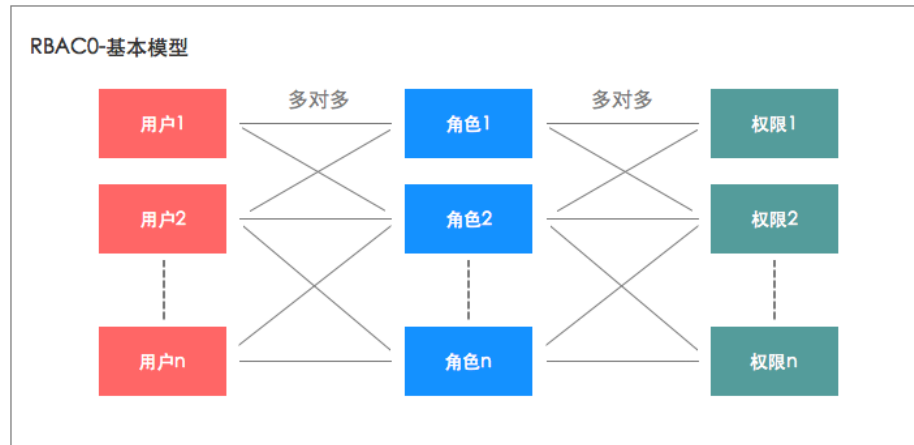 RBAC0-基本模型
多对多 多对多
用户1 角色1 权限1
用户2 角色2 权限2
用户n 角色n 权限n